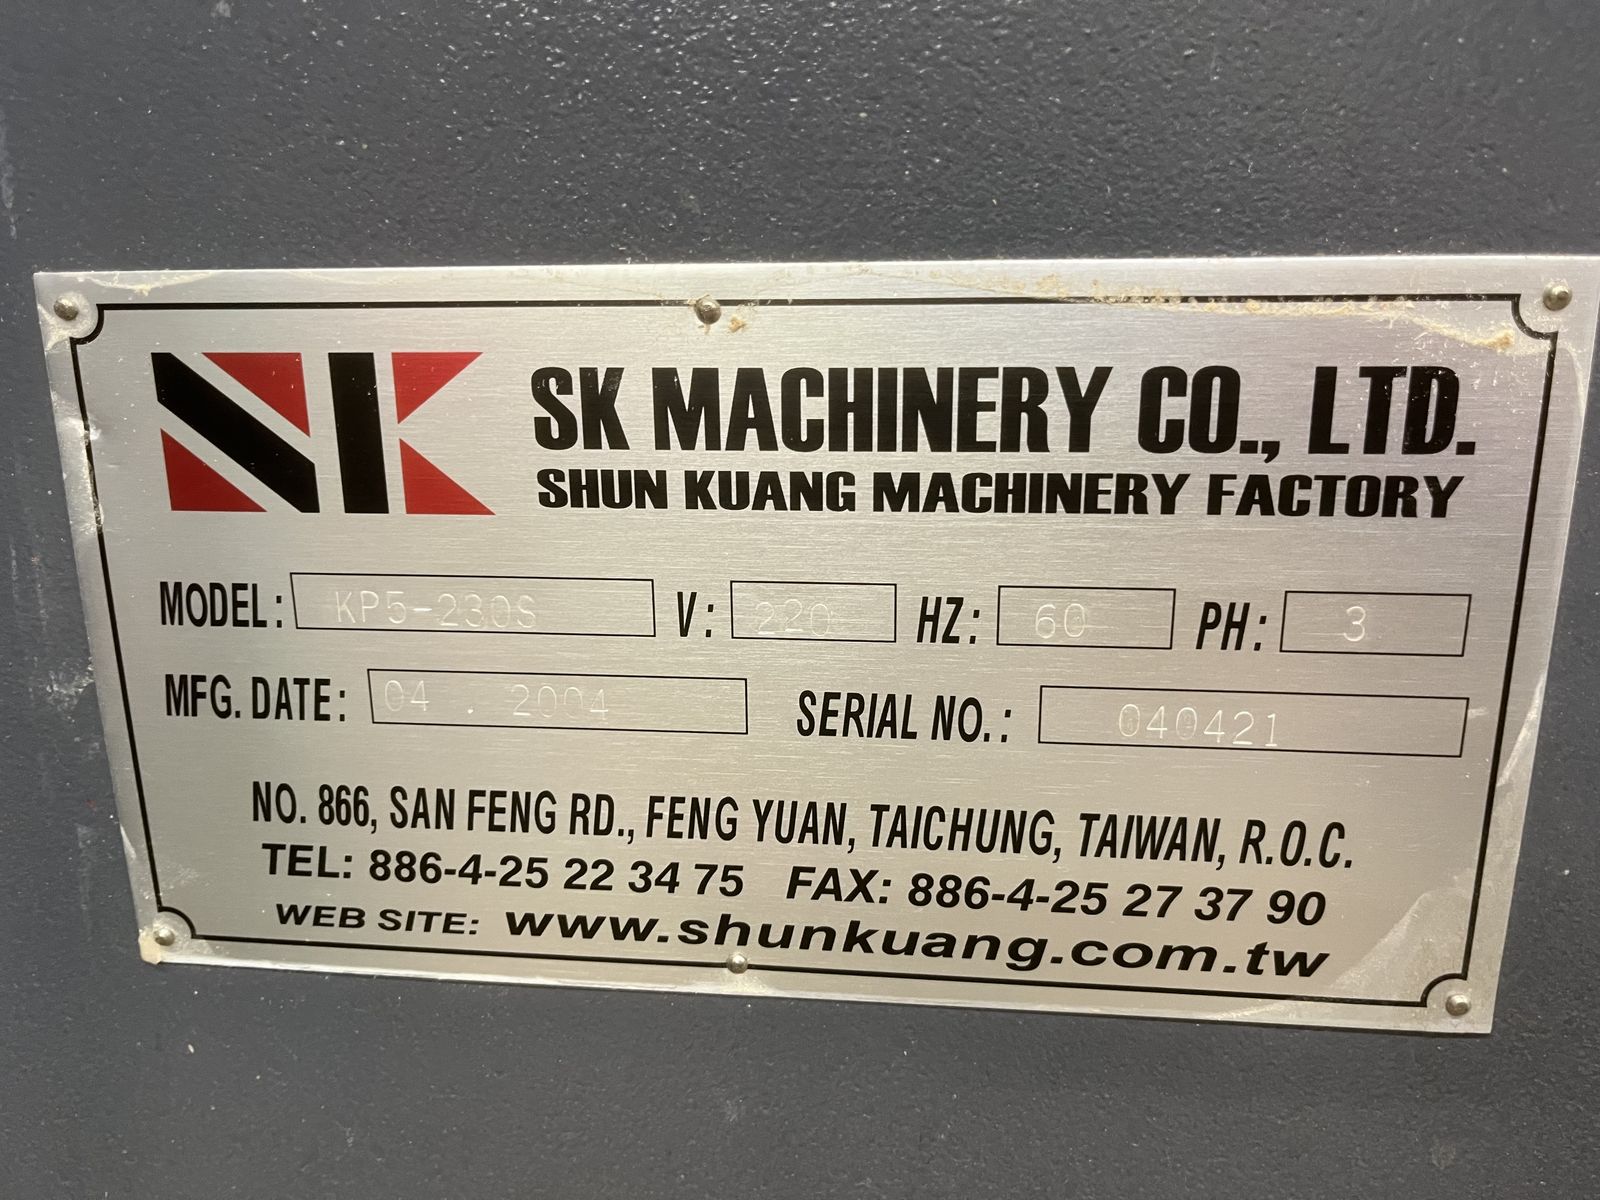 SK
SK MACHINERY CO., LTD.
SHUN KUANG MACHINERY FACTORY
MODEL: KP5-230S V: 220 HZ: 60 PH: 3
MFG. DATE: 04 . 2004 SERIAL NO.: 040421
NO. 866, SAN FENG RD., FENG YUAN, TAICHUNG, TAIWAN, R.O.C.
TEL: 886-4-25 22 34 75 FAX: 886-4-25 27 37 90
WEB SITE: www.shunkuang.com.tw